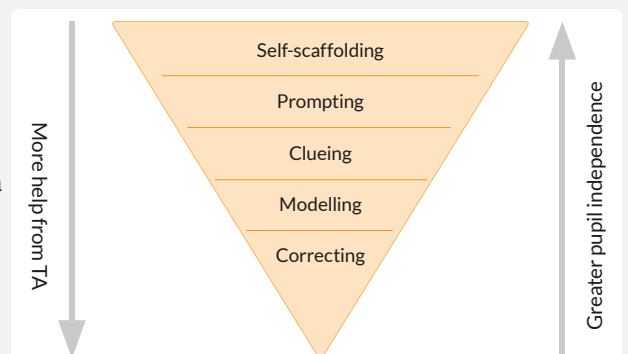 Self-scaffolding
Prompting
Clueing
Modelling
Correcting
More help from TA
Greater pupil independence